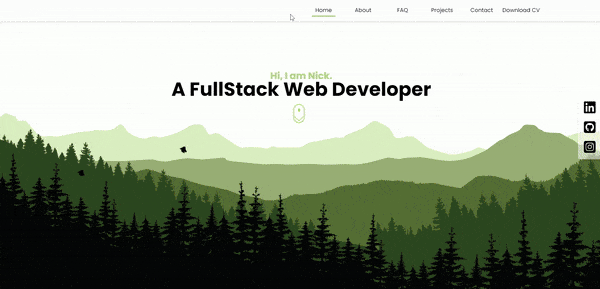 Home About FAQ Projects Contact Download CV
Hi, I am Nick.
A FullStack Web Developer